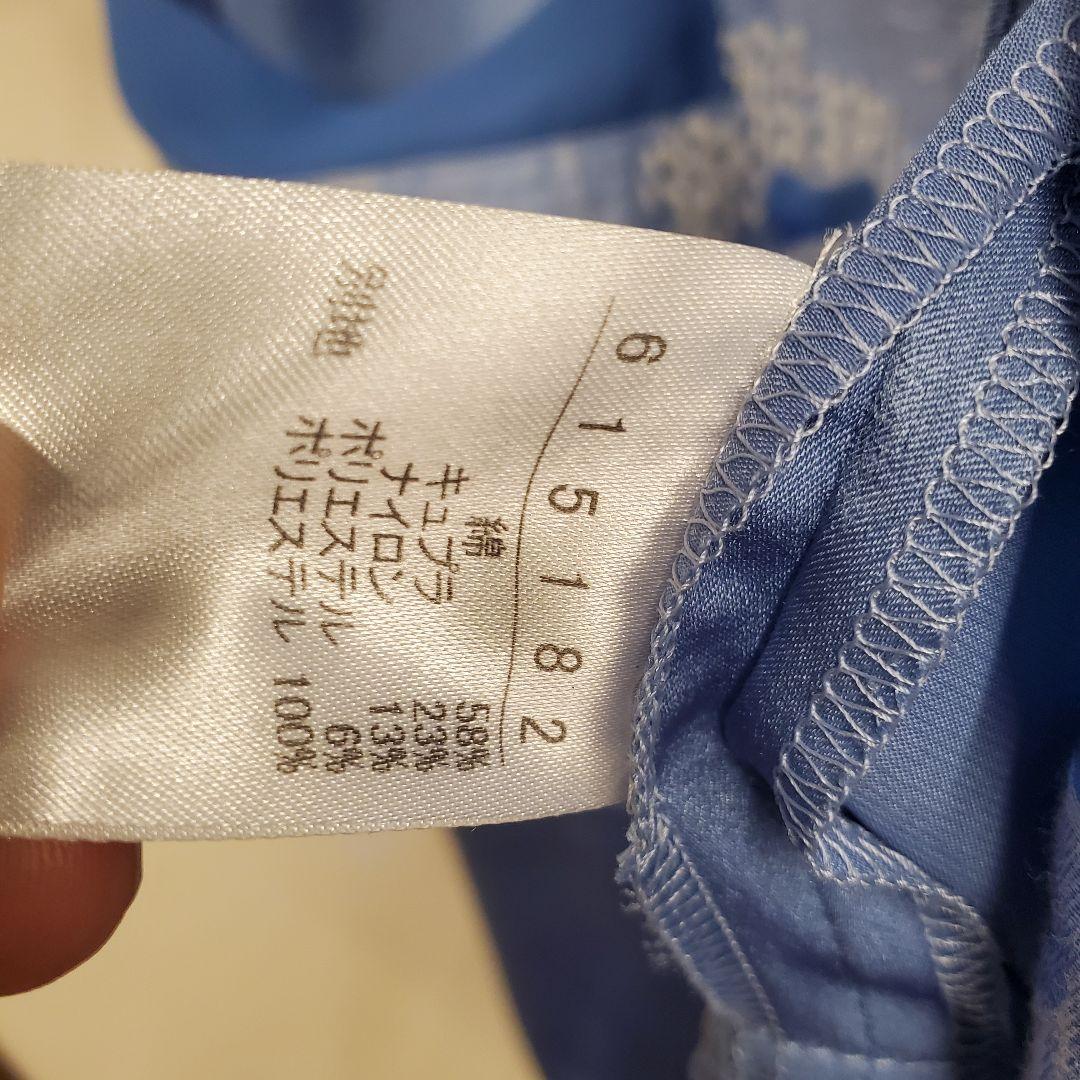 615182
綿 58%
キュプラ 23%
ナイロン 13%
ポリエステル 6%
別地 ポリエステル 100%